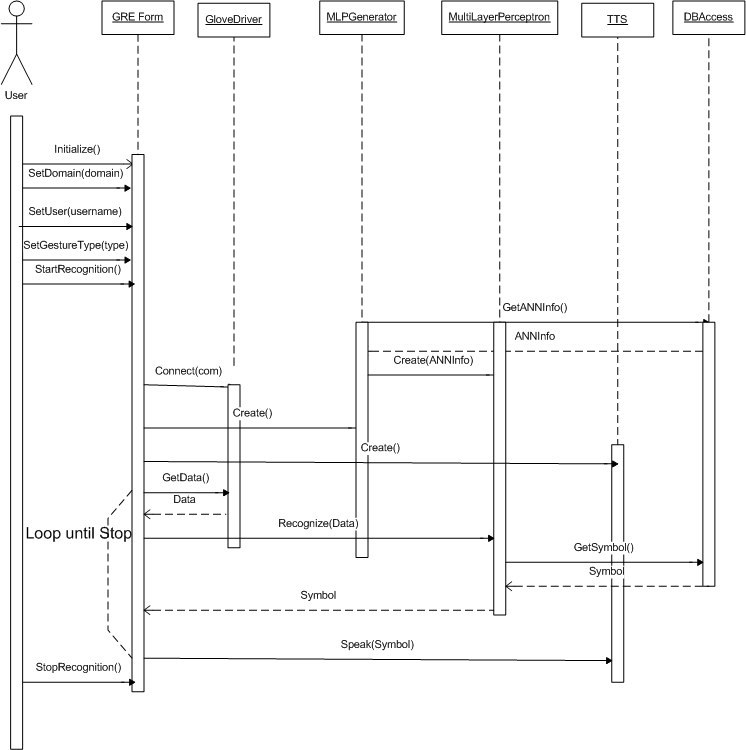 GRE Form
GloveDriver
MLPGenerator
MultiLayerPerceptron
TTS
DBAccess
User
Initialize()
SetDomain(domain)
SetUser(username)
SetGestureType(type)
StartRecognition()
GetANNInfo()
ANNInfo
Create(ANNInfo)
Connect(com)
Create()
Create()
GetData()
Data
Recognize(Data)
Loop until Stop
GetSymbol()
Symbol
Symbol
Speak(Symbol)
StopRecognition()